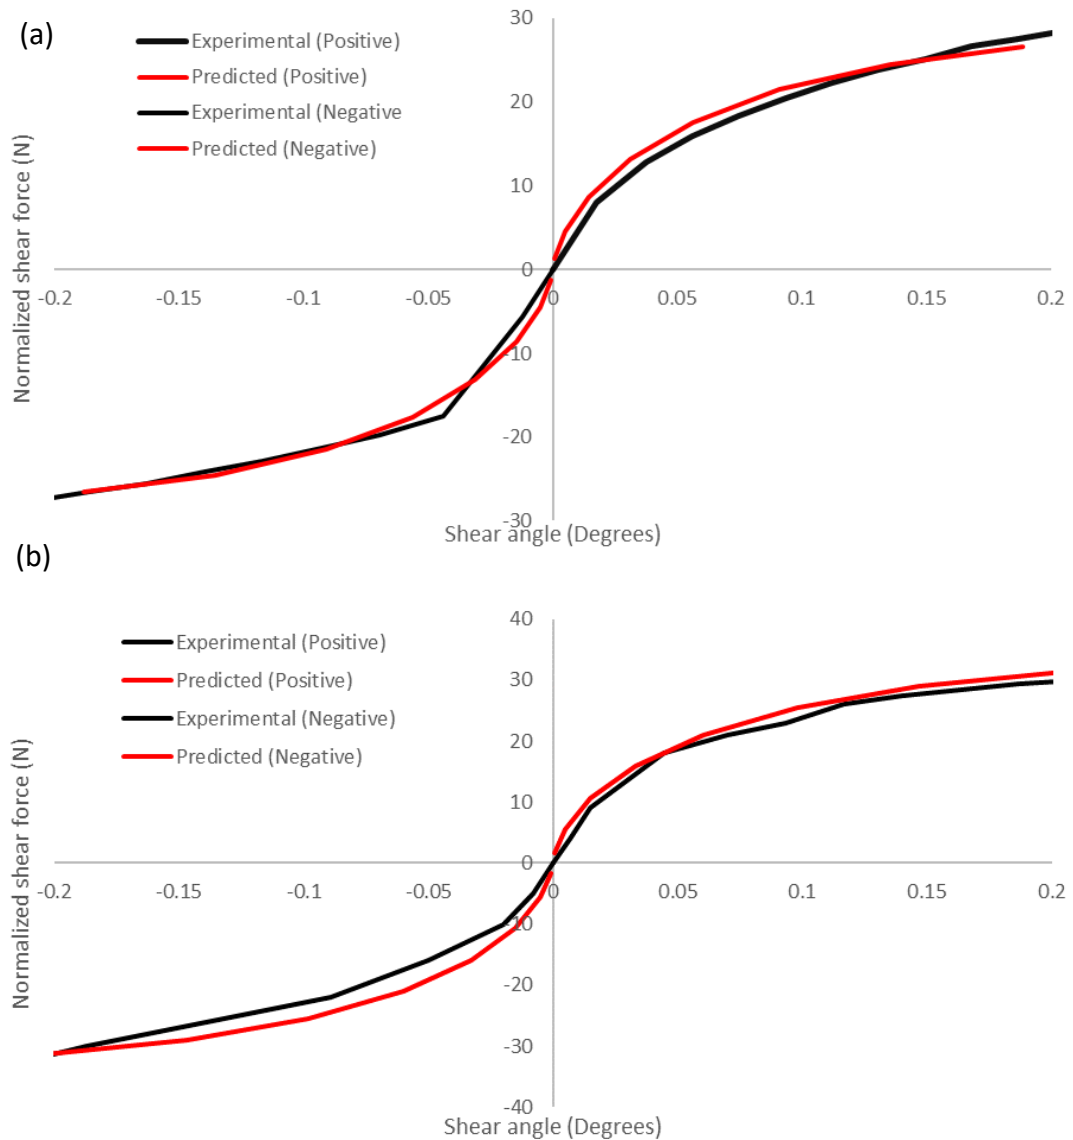 (a)
Experimental (Positive)
Predicted (Positive)
Experimental (Negative
Predicted (Negative)
Normalized shear force (N)
30
20
10
0
-10
-20
-30
-0.2 -0.15 -0.1 -0.05 0 0.05 0.1 0.15 0.2
Shear angle (Degrees)
(b)
Experimental (Positive)
Predicted (Positive)
Experimental (Negative)
Predicted (Negative)
Normalized shear force (N)
40
30
20
10
0
-10
-20
-30
-40
-0.2 -0.15 -0.1 -0.05 0 0.05 0.1 0.15 0.2
Shear angle (Degrees)